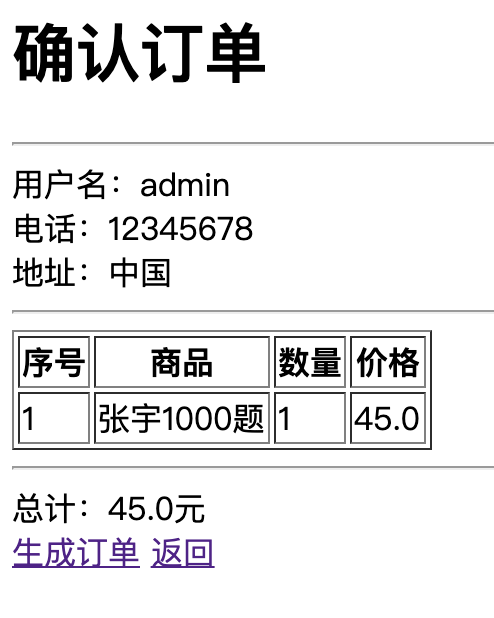 确认订单
用户名：admin
电话：12345678
地址：中国
序号 商品 数量 价格
1 张宇1000题 1 45.0
总计：45.0元
生成订单 返回